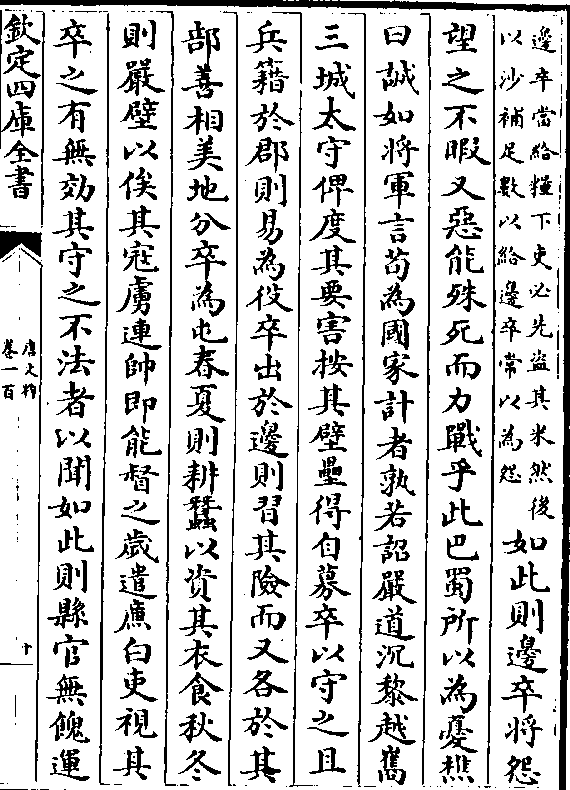 邊卒當給糧下吏必先盜其米然後
以沙補足數以給邊卒常以為怨
如此則邊卒將怨
望之不暇又惡能殊死而力戰乎此巴蜀所以為憂樵
曰誠如將軍言苟為國家計者孰若詔嚴道沉黎越嶲
三城太守俾度其要害按其壁壘得自募卒以守之且
兵籍於郡則易為役卒出於邊則習其險而又各於其
部善相美地分卒為屯春夏則耕蠶以資其衣食秋冬
則嚴壁以俟其寇虜連帥即能督之歲遣廉白吏視其
卒之有無劾其守之不法者以聞如此則縣官無餽運
欽定四庫全書
唐文粹
卷一百
十